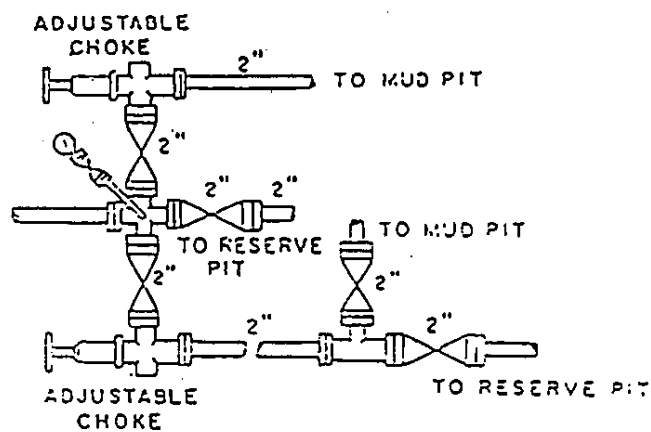 ADJUSTABLE
CHOKE
2"
TO MUD PIT
2"
2"
2"
TO RESERVE
PIT
TO MUD PIT
2"
2"
2"
2"
TO RESERVE PIT
ADJUSTABLE
CHOKE